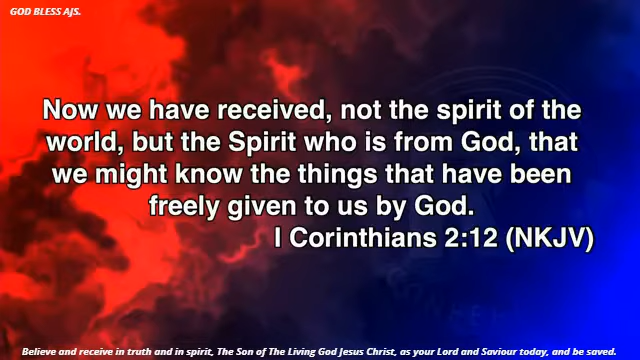 GOD BLESS AJS.
Now we have received, not the spirit of the
world, but the Spirit who is from God, that
we might know the things that have been
freely given to us by God.
I Corinthians 2:12 (NKJV)
Believe and receive in truth and in spirit, The Son of The Living God Jesus Christ, as your Lord and Saviour today, and be saved.